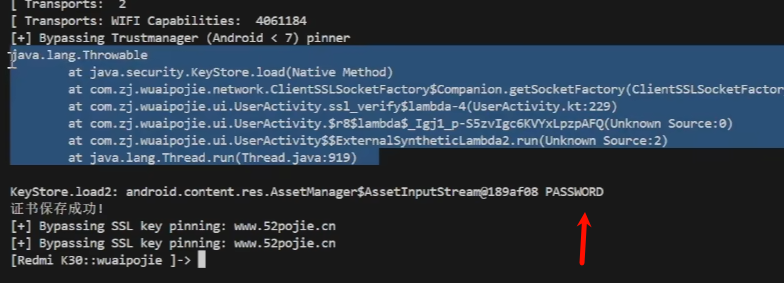 [ Transports:  2
[ Transports: WIFI Capabilities:  4061184
[+] Bypassing Trustmanager (Android < 7) pinner
java.lang.Throwable
at java.security.KeyStore.load(Native Method)
at com.zj.wuaipojie.network.ClientSSLSocketFactory$Companion.getSocketFactory(ClientSSLSocketFactor
at com.zj.wuaipojie.ui.UserActivity.ssl_verify$lambda-4(UserActivity.kt:229)
at com.zj.wuaipojie.ui.UserActivity.$r8$lambda$_Igj1_p-S5zvIgc6KVYxLpzpAFQ(Unknown Source:0)
at com.zj.wuaipojie.ui.UserActivity$$ExternalSyntheticLambda2.run(Unknown Source:2)
at java.lang.Thread.run(Thread.java:919)
KeyStore.load2: android.content.res.AssetManager$AssetInputStream@189af08 PASSWORD
证书保存成功!
[+] Bypassing SSL key pinning: www.52pojie.cn
[+] Bypassing SSL key pinning: www.52pojie.cn
[Redmi K30::wuaipojie ]->